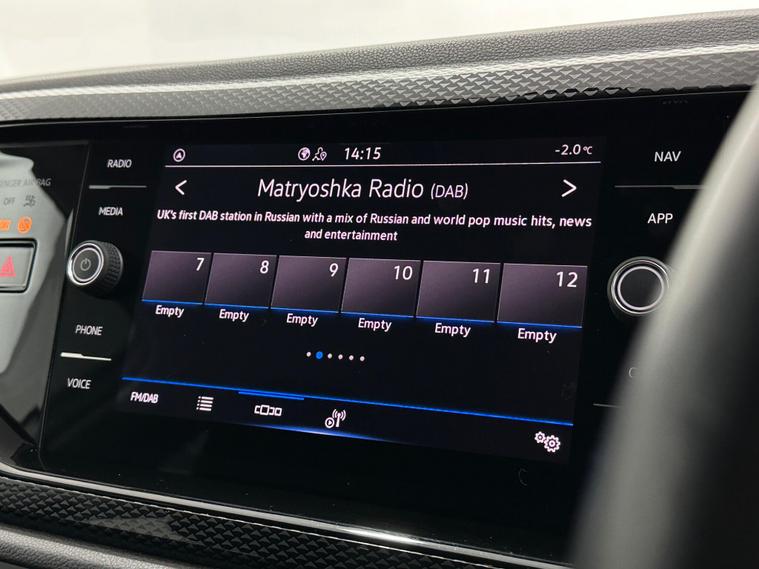 RADIO
14:15
-2.0°C
NAV
MEDIA
<
Matryoshka Radio (DAB)
>
APP
UK's first DAB station in Russian with a mix of Russian and world pop music hits, news
and entertainment
OFF
7
8
9
10
11
12
Empty
Empty
Empty
Empty
Empty
Empty
PHONE
VOICE
FM/DAB